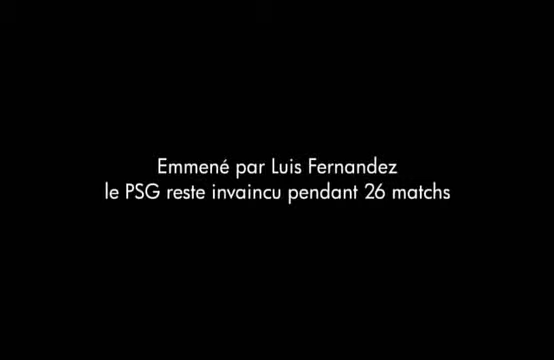 Emmené par Luis Fernandez
le PSG reste invaincu pendant 26 matchs